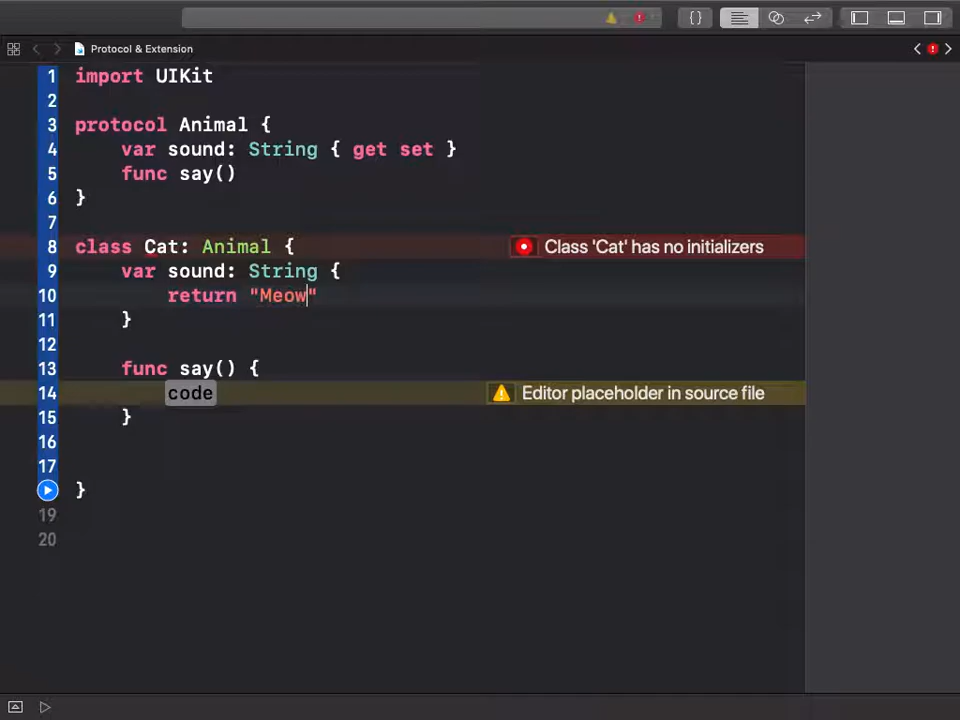 Protocol & Extension
1 import UIKit
2
3 protocol Animal {
4 var sound: String { get set }
5 func say()
6 }
7
8 class Cat: Animal { Class 'Cat' has no initializers
9 var sound: String {
10 return "Meow"
11 }
12
13 func say() {
14 code Editor placeholder in source file
15 }
16
17
}
19
20